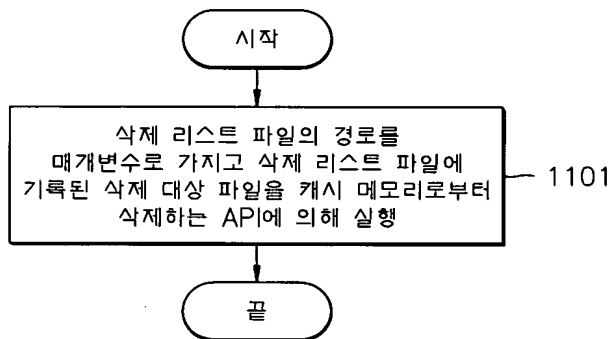 시작
삭제 리스트 파일의 경로를
매개변수로 가지고 삭제 리스트 파일에
기록된 삭제 대상 파일을 캐시 메모리로부터
삭제하는 API에 의해 실행
1101
끝